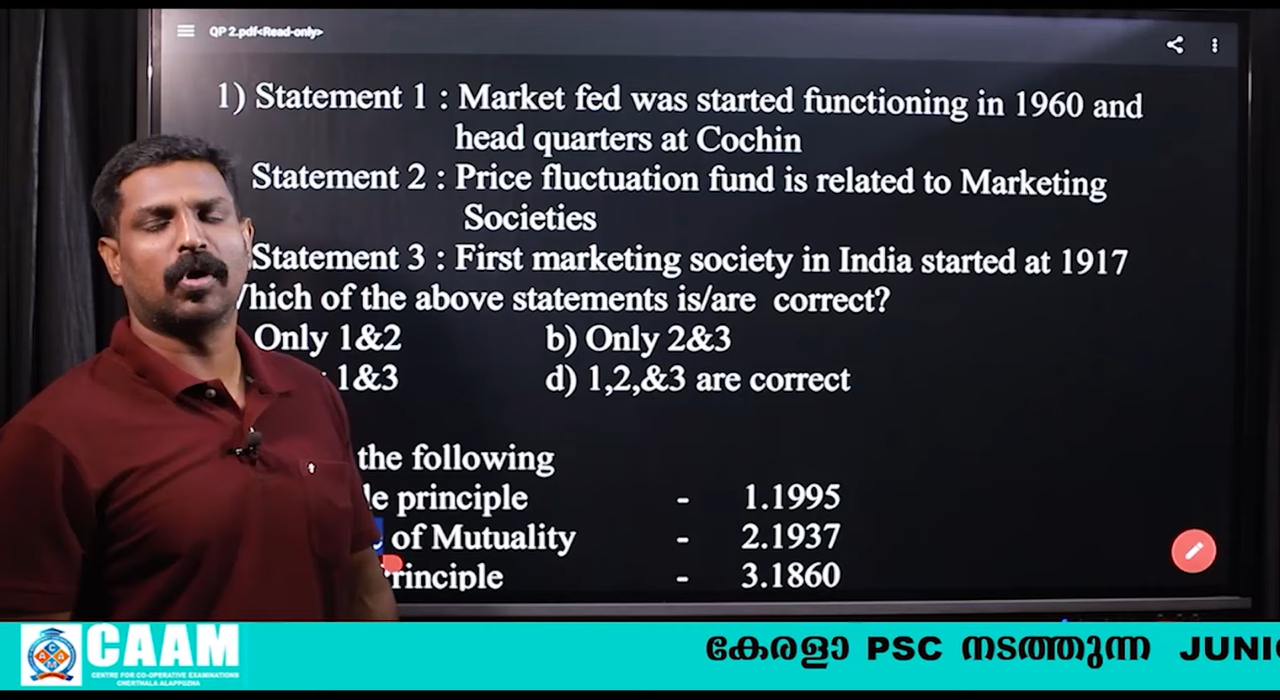 QP 2.pdf<Read-only>
1) Statement 1 : Market fed was started functioning in 1960 and
head quarters at Cochin
Statement 2 : Price fluctuation fund is related to Marketing
Societies
Statement 3 : First marketing society in India started at 1917
of the above statements is/are correct?
Only 1&2 b) Only 2&3
1&3 d) 1,2,&3 are correct
the following
principle - 1.1995
of Mutuality - 2.1937
- 3.1860
CAAM കേരളാ PSC നടത്തുന്ന
CENTRE FOR CO-OPERATIVE EXAMINATIONS
CHERTHALA ALAPPUZHA